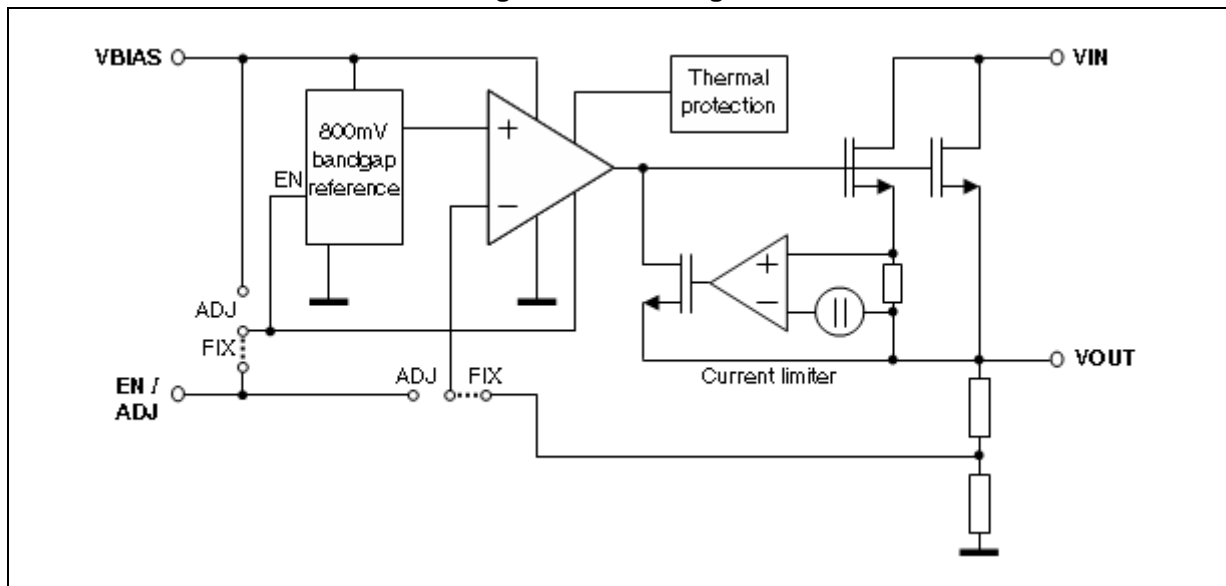 VBIAS
VIN
Thermal
protection
800mV
bandgap
reference
EN
+
−
ADJ
FIX
+
−
Current limiter
VOUT
EN /
ADJ
ADJ
FIX